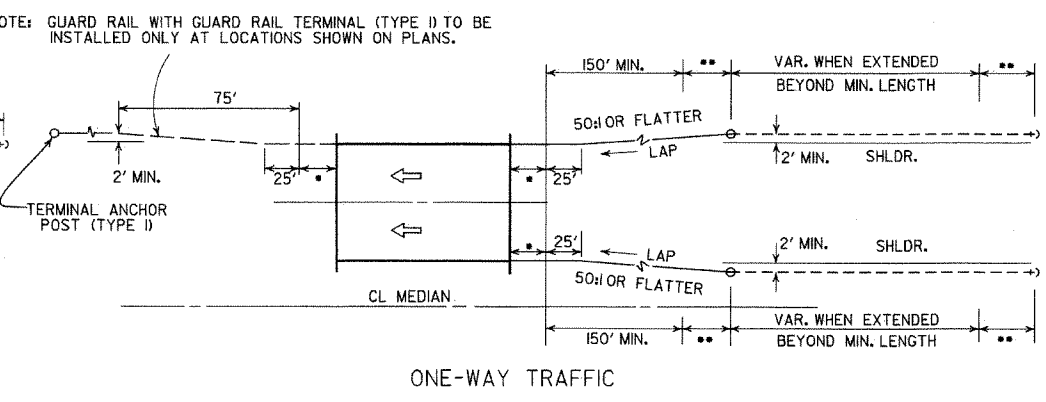 OTE: GUARD RAIL WITH GUARD RAIL TERMINAL (TYPE I) TO BE
INSTALLED ONLY AT LOCATIONS SHOWN ON PLANS.
150' MIN.
**
VAR. WHEN EXTENDED
BEYOND MIN. LENGTH
**
75'
50:1 OR FLATTER
LAP
2' MIN.
SHLDR.
2' MIN.
25'
*
*
25'
TERMINAL ANCHOR
POST (TYPE I)
*
25'
LAP
50:1 OR FLATTER
2' MIN.
SHLDR.
CL MEDIAN
150' MIN.
**
VAR. WHEN EXTENDED
BEYOND MIN. LENGTH
**
ONE-WAY TRAFFIC